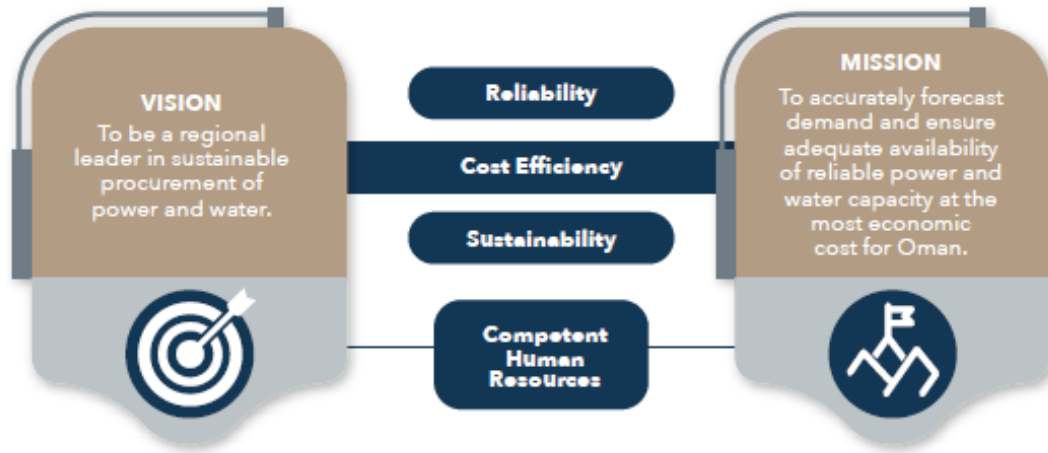 VISION
To be a regional
leader in sustainable
procurement of
power and water.
Reliability
Cost Efficiency
Sustainability
Competent
Human
Resources
MISSION
To accurately forecast
demand and ensure
adequate availability
of reliable power and
water capacity at the
most economic
cost for Oman.